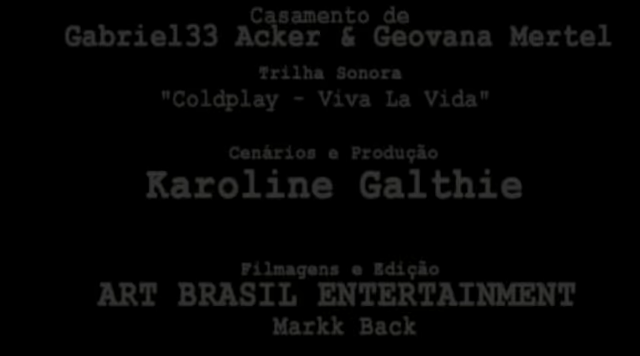 Casamento de
Gabriel33 Acker & Geovana Mertel
Trilha Sonora
"Coldplay - Viva La Vida"
Cenários e Produção
Karoline Galthie
Filmagens e Edição
ART BRASIL ENTERTAINMENT
Markk Back